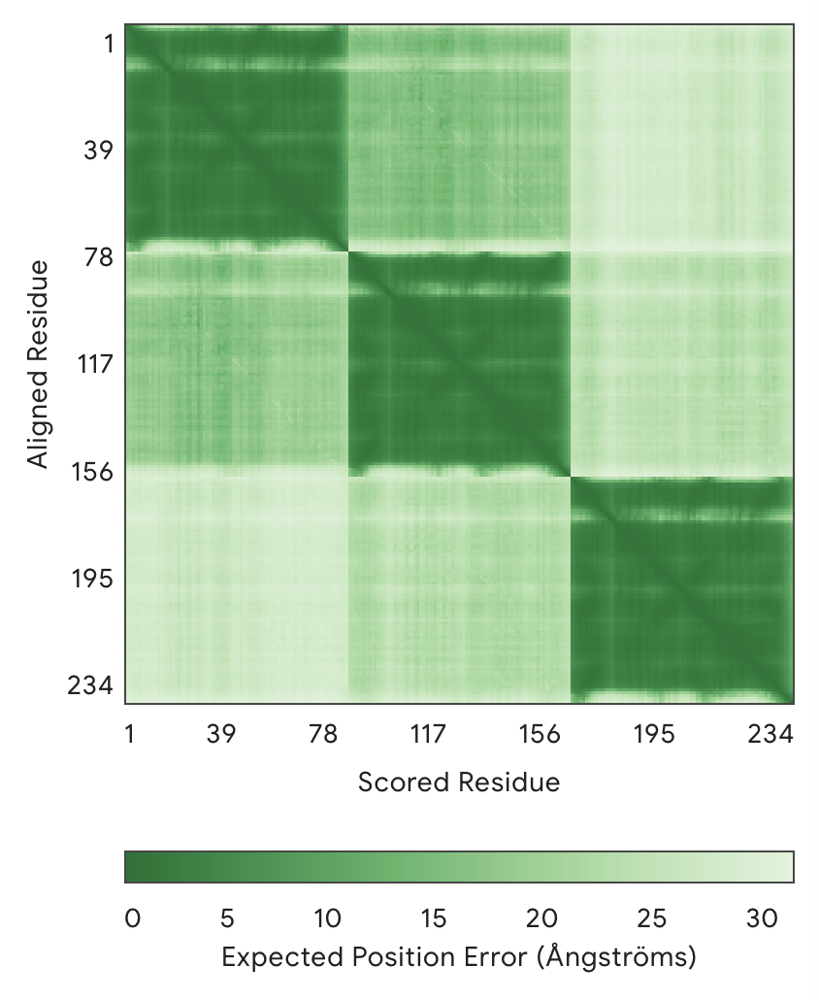 1
39
78
117
156
195
234
Aligned Residue
1 39 78 117 156 195 234
Scored Residue
0 5 10 15 20 25 30
Expected Position Error (Ångströms)